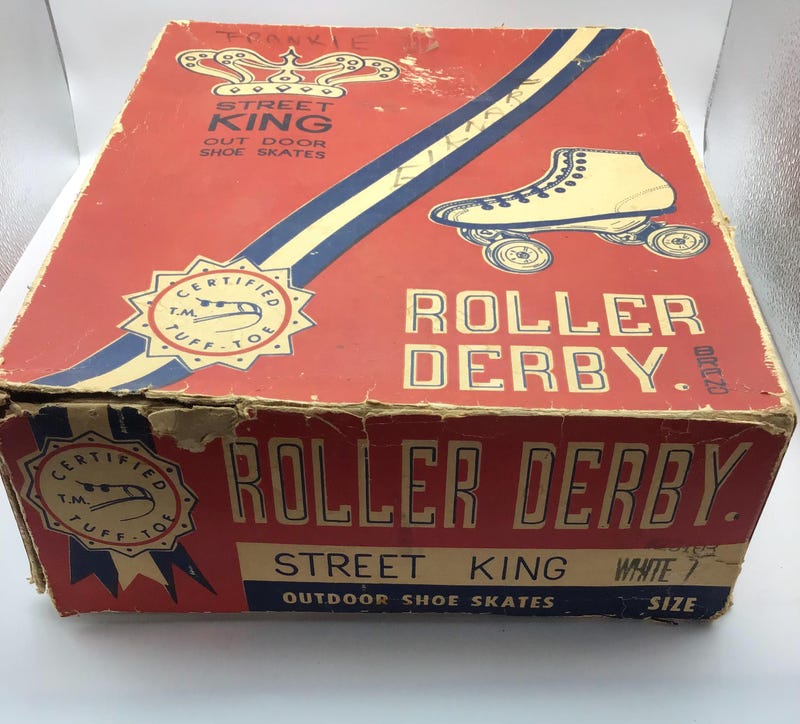 FRANKIE
STREET
KING
OUT DOOR
SHOE SKATES
CERTIFIED
T.M.
TUFF-TOE
ROLLER
DERBY.
BRAND
CERTIFIED
T.M.
TUFF-TOE
ROLLER DERBY.
STREET KING WHITE 7
OUTDOOR SHOE SKATES SIZE